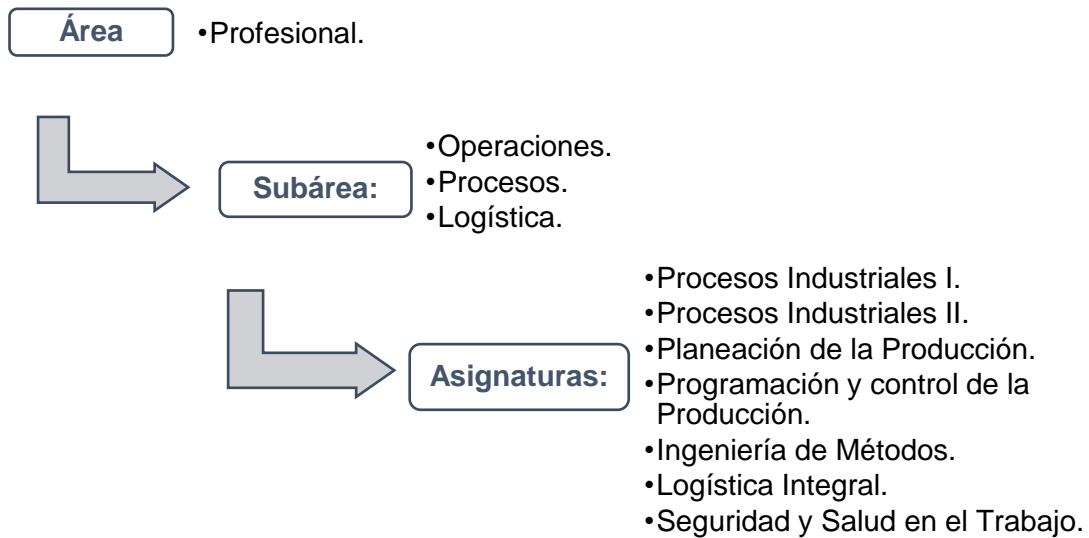 Área
•Profesional.
Subárea:
•Operaciones.
•Procesos.
•Logística.
Asignaturas:
•Procesos Industriales I.
•Procesos Industriales II.
•Planeación de la Producción.
•Programación y control de la
Producción.
•Ingeniería de Métodos.
•Logística Integral.
•Seguridad y Salud en el Trabajo.